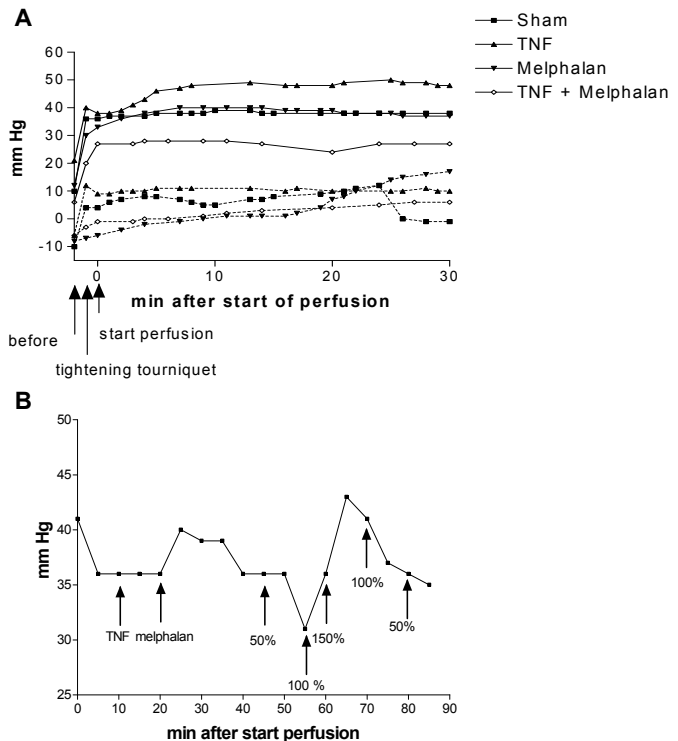 A
Sham
TNF
Melphalan
TNF + Melphalan
60
50
40
30
20
10
0
-10
mm Hg
0
10
20
30
min after start of perfusion
before
start perfusion
tightening tourniquet
B
50
45
40
35
30
25
mm Hg
TNF melphalan
50%
100 %
150%
100%
50%
0 10 20 30 40 50 60 70 80 90
min after start perfusion